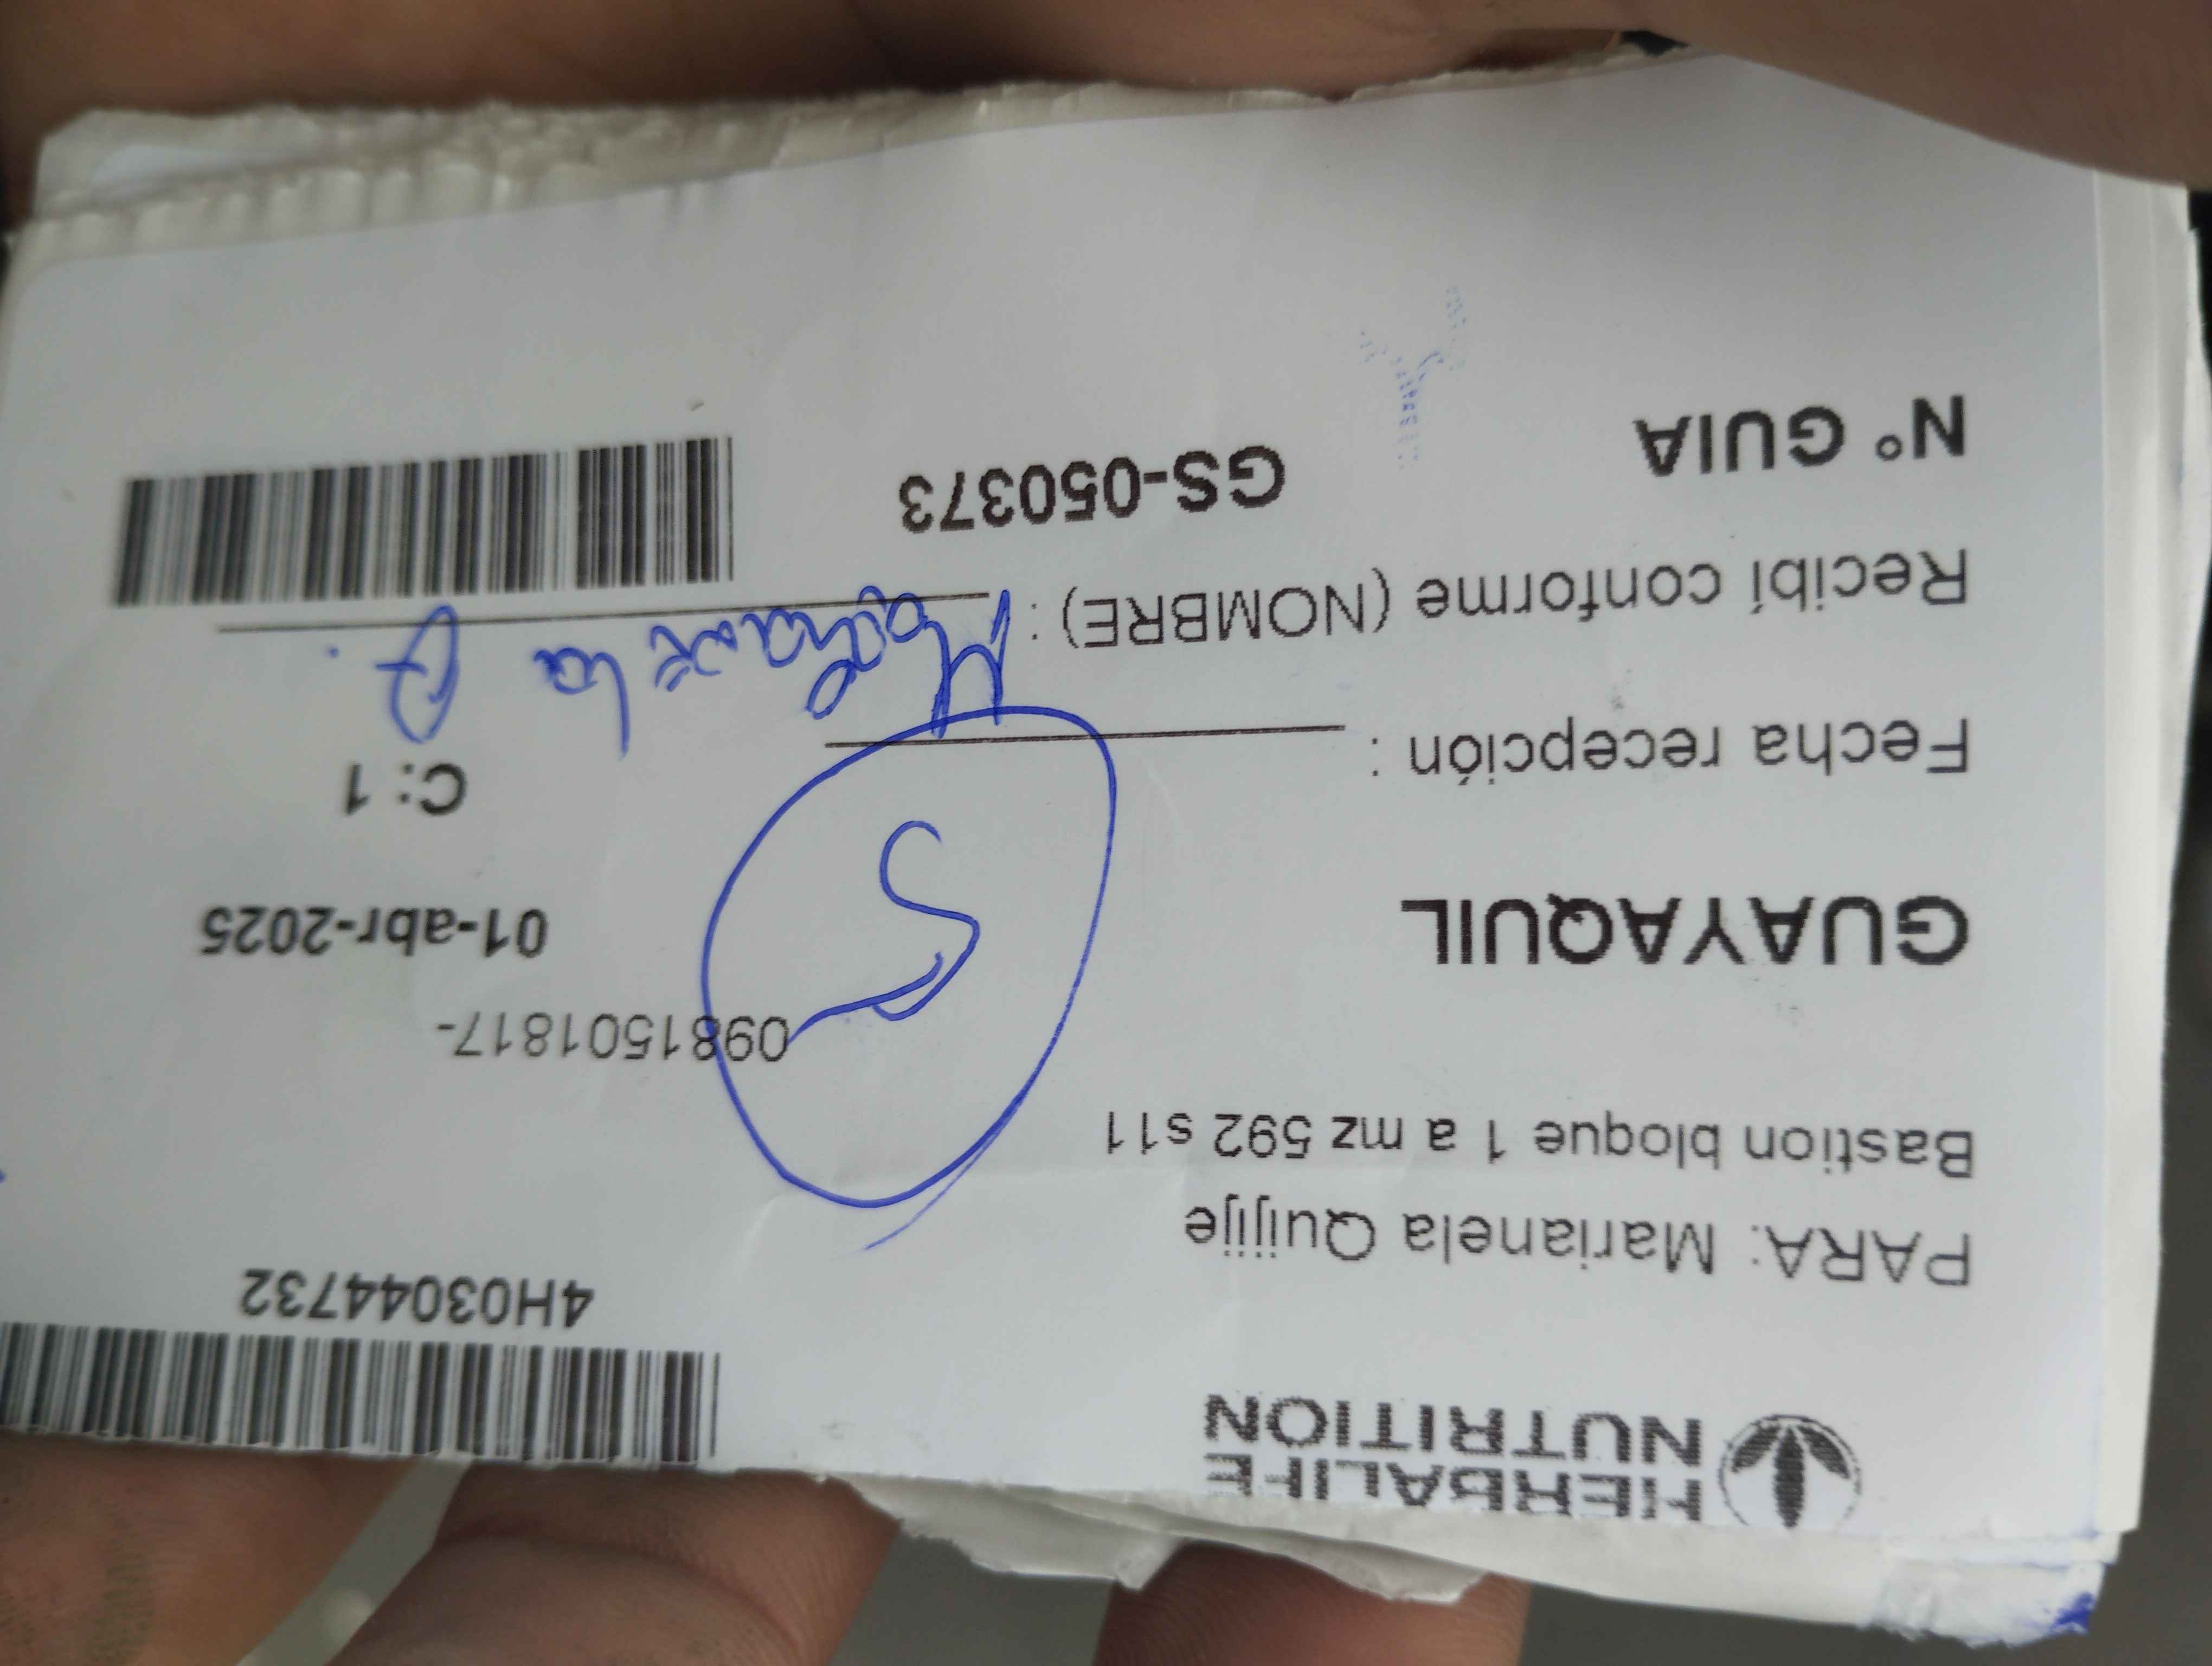 HERBALIFE
NUTRITION
4H03044732
PARA: Marianela Quijije
Bastion bloque 1 a mz 592 s11
0981501817-
GUAYAQUIL
01-abr-2025
S
Fecha recepción :
C: 1
Recibí conforme (NOMBRE) : Marianela Q.
N° GUIA
GS-050373